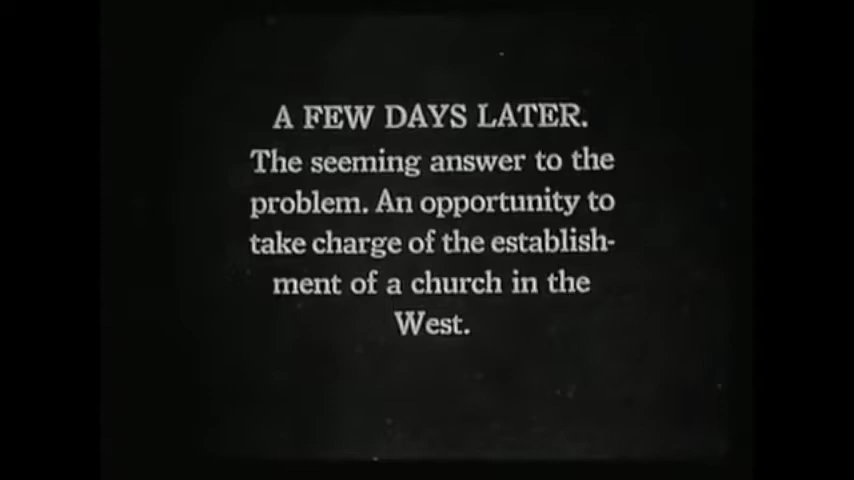 A FEW DAYS LATER.
The seeming answer to the
problem. An opportunity to
take charge of the establish-
ment of a church in the
West.